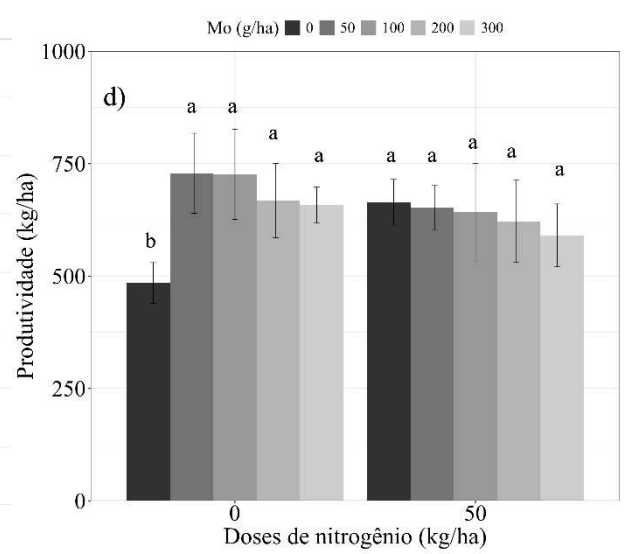 Mo (g/ha) 0 50 100 200 300
1000
750
500
250
0
Produtividade (kg/ha)
d)
b a a a a a a a a a
0 50
Doses de nitrogênio (kg/ha)